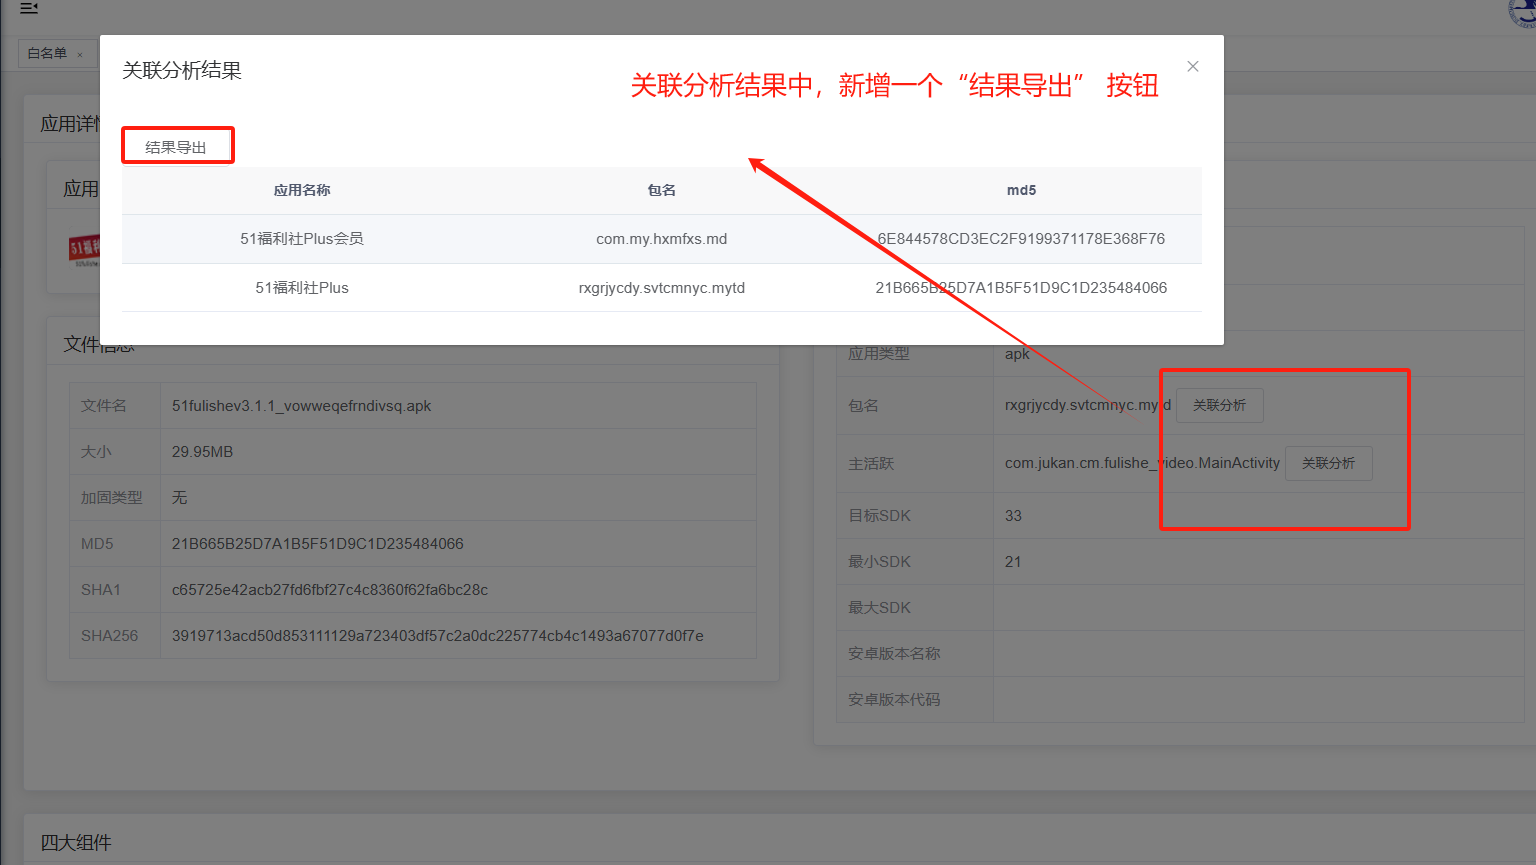 白名单 ×
关联分析结果
关联分析结果中，新增一个“结果导出” 按钮
应用详情
结果导出
应用
应用名称 包名 md5
51福利社Plus会员 com.my.hxmfxs.md 6E844578CD3EC2F9199371178E368F76
51福利社Plus rxgrjycdy.svtcmnyc.mytd 21B665B25D7A1B5F51D9C1D235484066
51福利
文件信息
文件名 51fulishev3.1.1_vowweqefrndivsq.apk
大小 29.95MB
加固类型 无
MD5 21B665B25D7A1B5F51D9C1D235484066
SHA1 c65725e42acb27fd6fbf27c4c8360f62fa6bc28c
SHA256 3919713acd50d853111129a723403df57c2a0dc225774cb4c1493a67077d0f7e
应用类型 apk
包名 rxgrjycdy.svtcmnyc.mytd 关联分析
主活跃 com.jukan.cm.fulishe_video.MainActivity 关联分析
目标SDK 33
最小SDK 21
最大SDK
安卓版本名称
安卓版本代码
四大组件